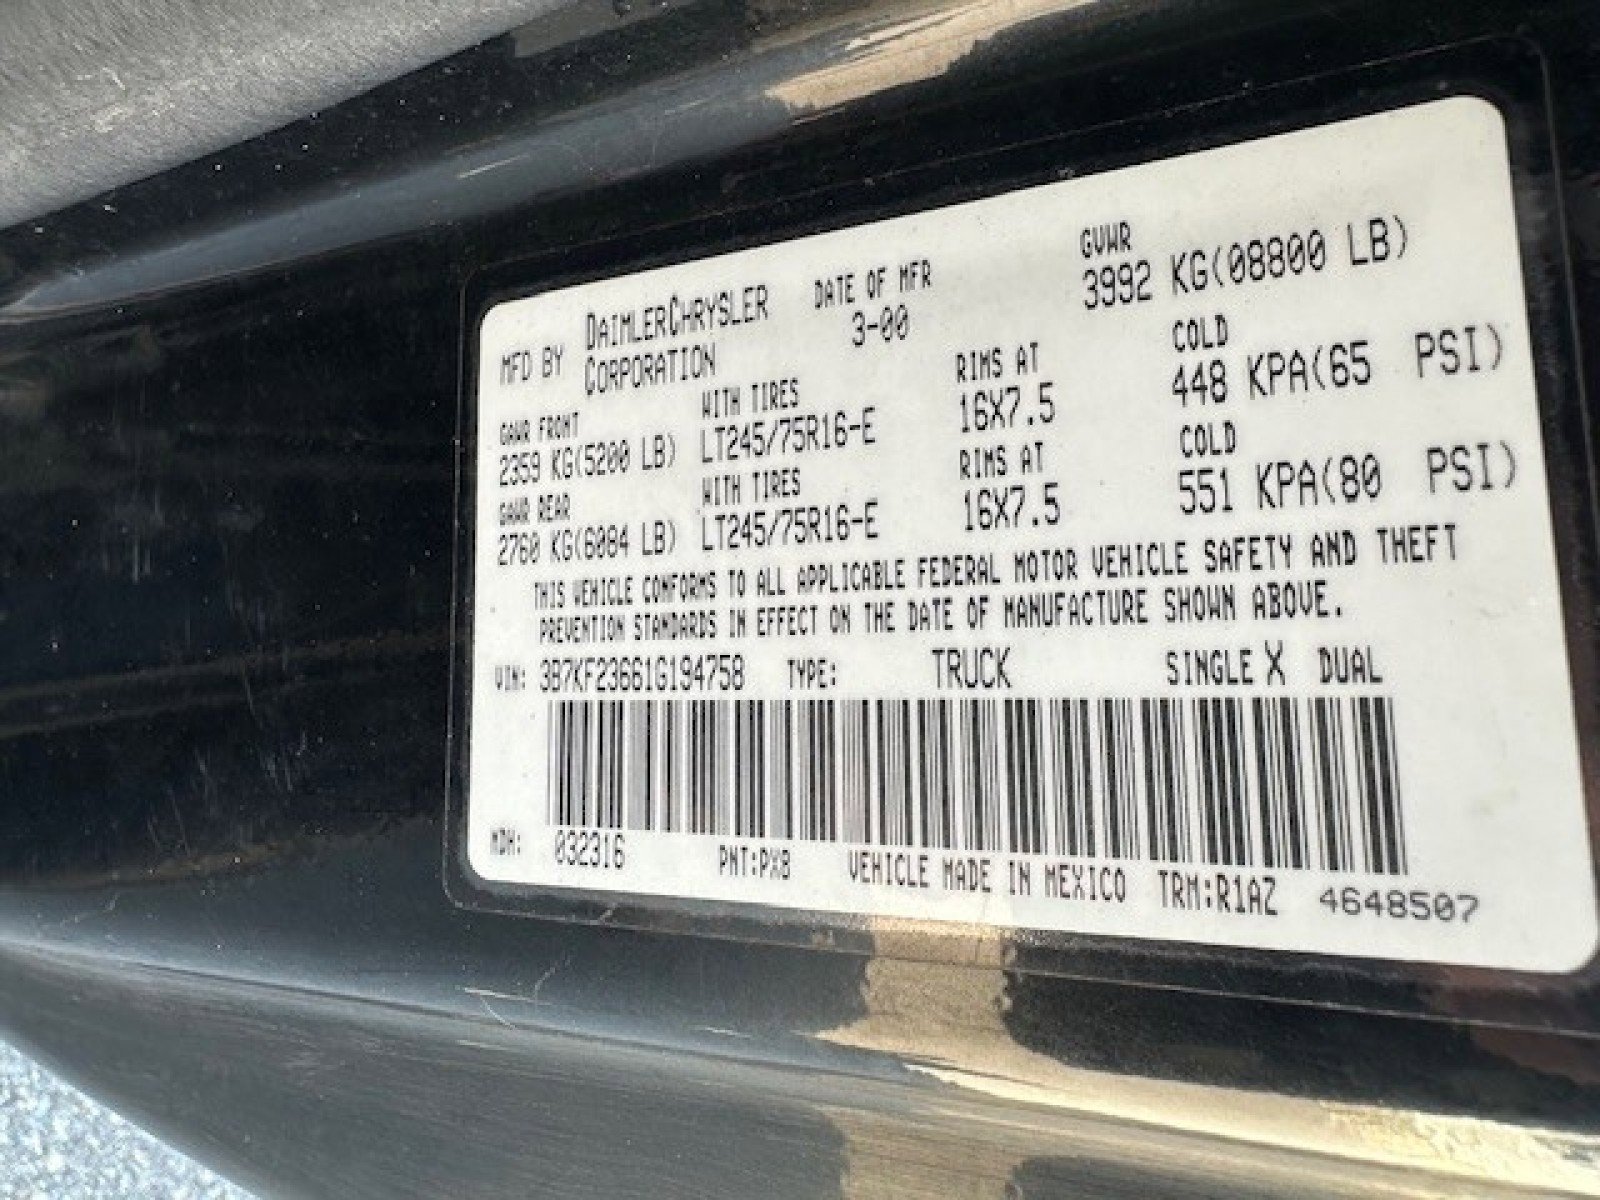 MFD BY DAIMLERCHRYSLER CORPORATION
DATE OF MFR
3-00
GVWR
3992 KG(08800 LB)
GAWR FRONT WITH TIRES RIMS AT COLD
2359 KG(5200 LB) LT245/75R16-E 16X7.5 448 KPA(65 PSI)
GAWR REAR WITH TIRES RIMS AT COLD
2760 KG(6084 LB) LT245/75R16-E 16X7.5 551 KPA(80 PSI)
THIS VEHICLE CONFORMS TO ALL APPLICABLE FEDERAL MOTOR VEHICLE SAFETY AND THEFT
PREVENTION STANDARDS IN EFFECT ON THE DATE OF MANUFACTURE SHOWN ABOVE.
VIN: 3B7KF23661G194758 TYPE: TRUCK SINGLE X DUAL
MDH: 032316 PNT:PX8 VEHICLE MADE IN MEXICO TRM:R1AZ 4648507